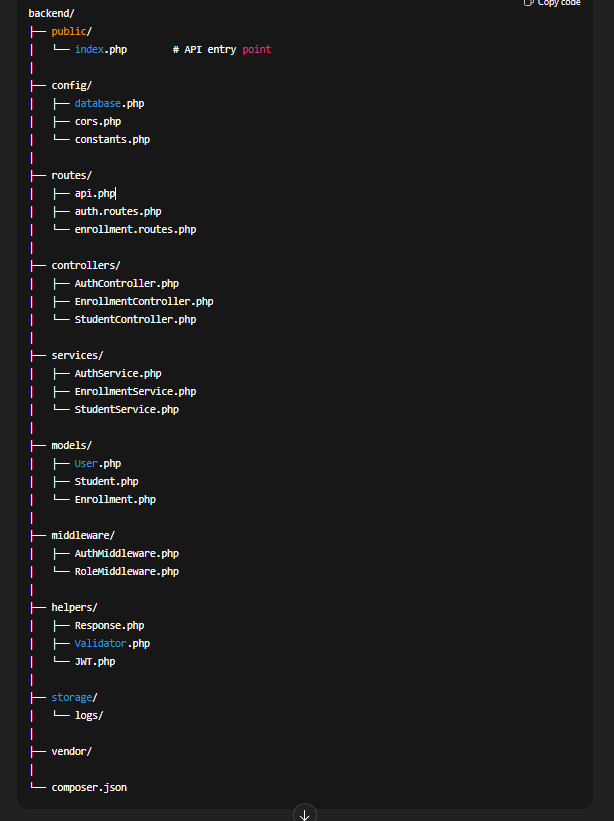 Copy code
backend/
├── public/
│   └── index.php        # API entry point
│
├── config/
│   ├── database.php
│   ├── cors.php
│   └── constants.php
│
├── routes/
│   ├── api.php
│   ├── auth.routes.php
│   └── enrollment.routes.php
│
├── controllers/
│   ├── AuthController.php
│   ├── EnrollmentController.php
│   └── StudentController.php
│
├── services/
│   ├── AuthService.php
│   ├── EnrollmentService.php
│   └── StudentService.php
│
├── models/
│   ├── User.php
│   ├── Student.php
│   └── Enrollment.php
│
├── middleware/
│   ├── AuthMiddleware.php
│   └── RoleMiddleware.php
│
├── helpers/
│   ├── Response.php
│   ├── Validator.php
│   └── JWT.php
│
├── storage/
│   └── logs/
│
├── vendor/
│
└── composer.json